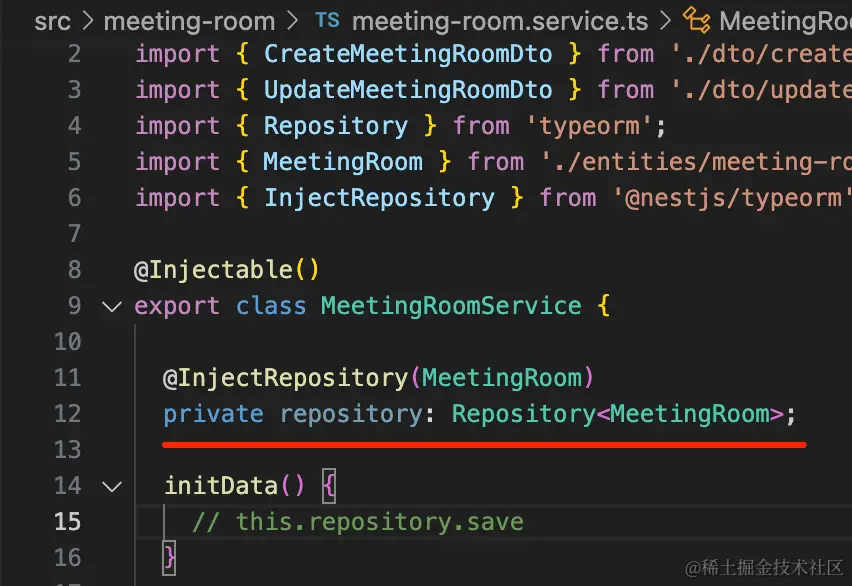 src > meeting-room > TS meeting-room.service.ts > MeetingRoo
2 import { CreateMeetingRoomDto } from './dto/create
3 import { UpdateMeetingRoomDto } from './dto/update
4 import { Repository } from 'typeorm';
5 import { MeetingRoom } from './entities/meeting-ro
6 import { InjectRepository } from '@nestjs/typeorm'
7
8 @Injectable()
9 export class MeetingRoomService {
10
11 @InjectRepository(MeetingRoom)
12 private repository: Repository<MeetingRoom>;
13
14 initData() {
15 // this.repository.save
16 }
@稀土掘金技术社区